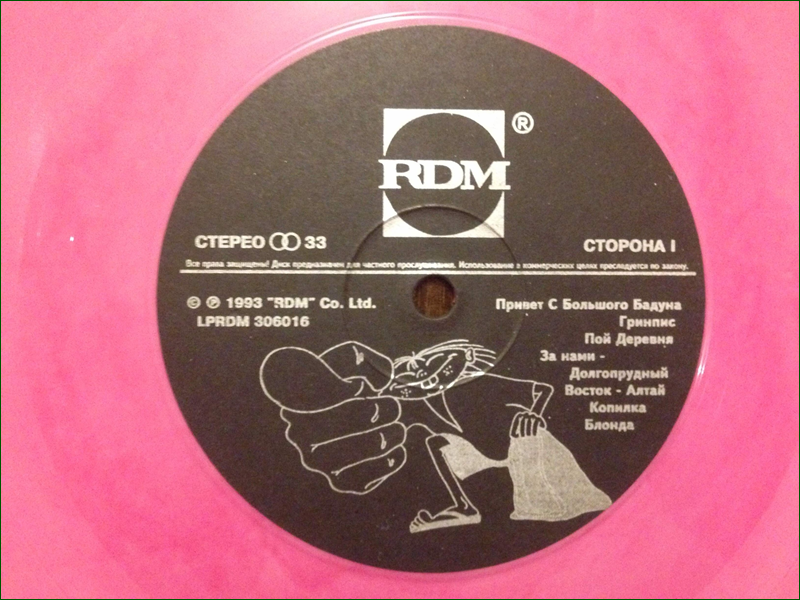 RDM®
СТЕРЕО 33
СТОРОНА I
Все права защищены! Диск предназначен для частного прослушивания. Использование в коммерческих целях преследуется по закону.
© ℗ 1993 "RDM" Co. Ltd.
LPRDM 306016
Привет С Большого Бадуна
Гринпис
Пой Деревня
За нами -
Долгопрудный
Восток - Алтай
Копилка
Блонда